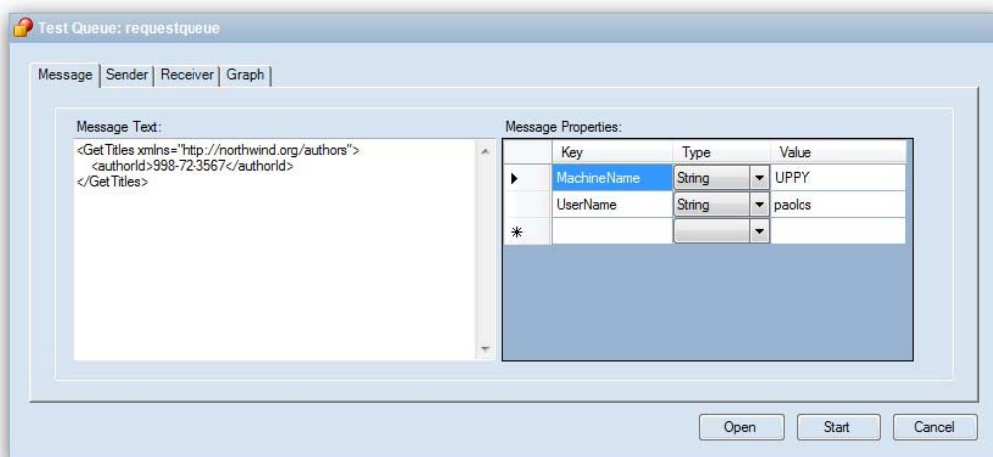 Test Queue: requestqueue
Message Sender Receiver Graph
Message Text:
<GetTitles xmlns="http://northwind.org/authors">
<authorId>998-72-3567</authorId>
</GetTitles>
Message Properties:
Key Type Value
MachineName String UPPY
UserName String paolcs
Open Start Cancel